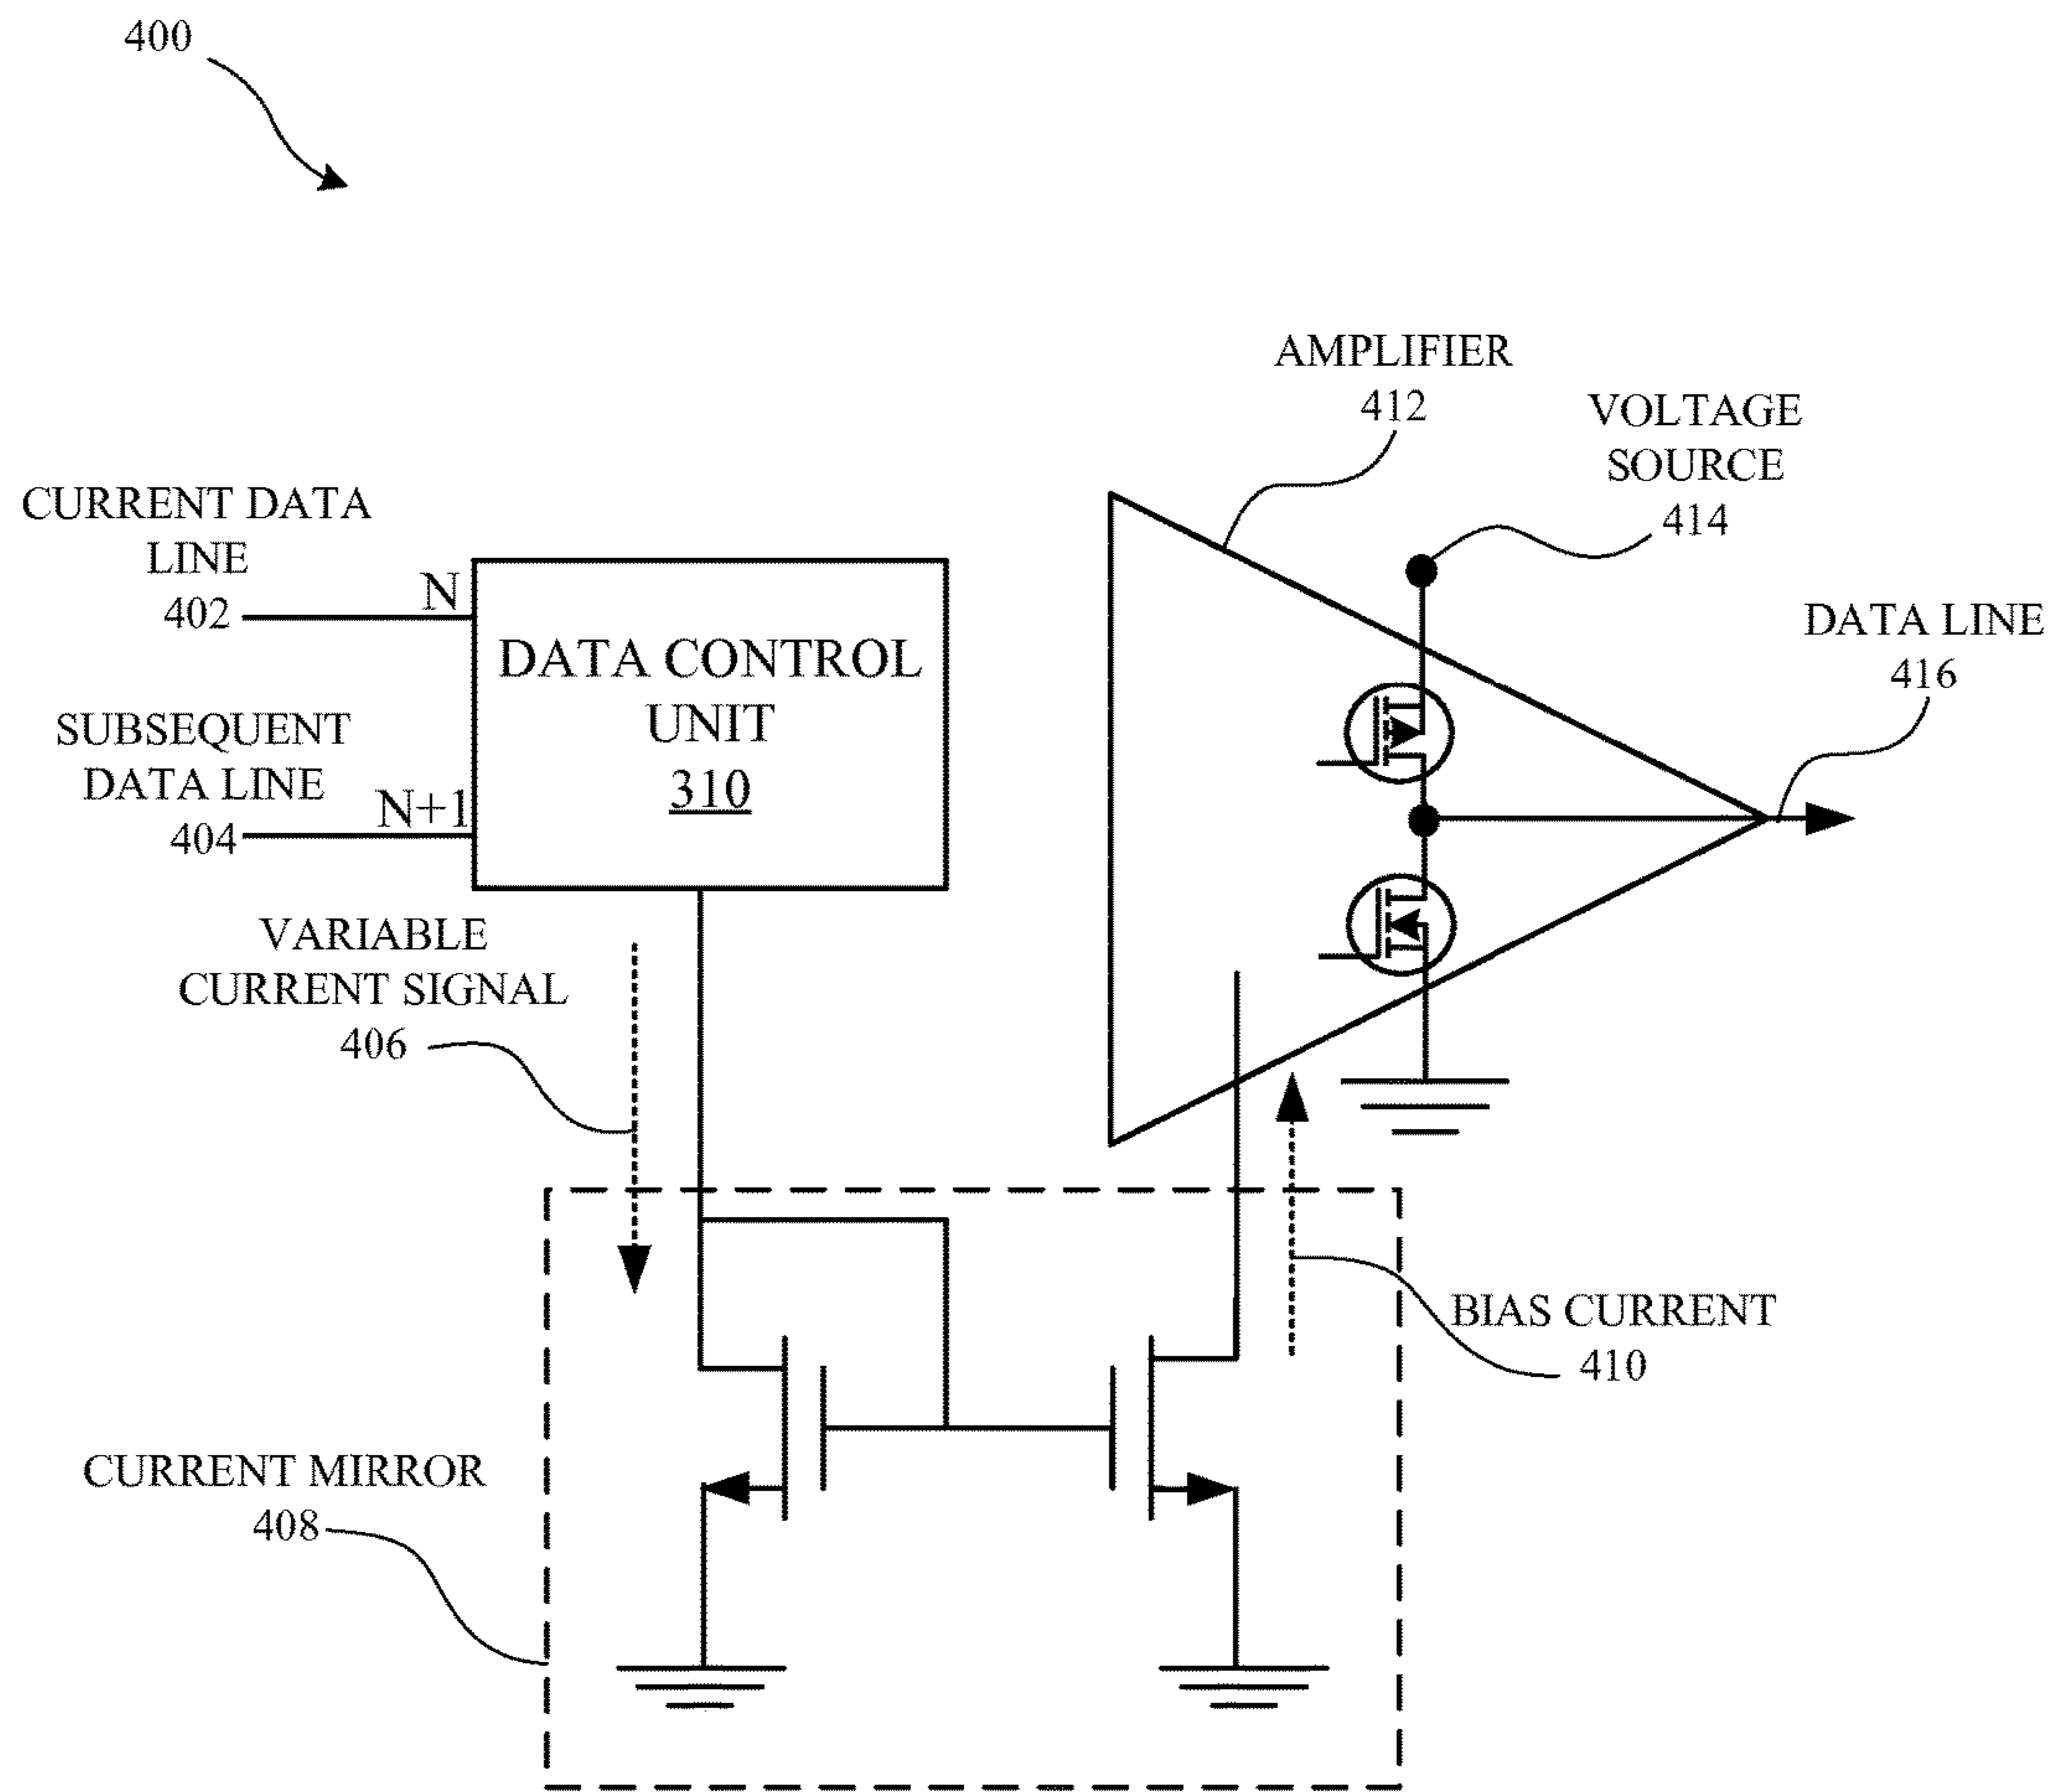 400
AMPLIFIER
412
VOLTAGE
SOURCE
414
CURRENT DATA
LINE
402
N
DATA CONTROL
UNIT
310
DATA LINE
416
SUBSEQUENT
DATA LINE
404
N+1
VARIABLE
CURRENT SIGNAL
406
BIAS CURRENT
410
CURRENT MIRROR
408